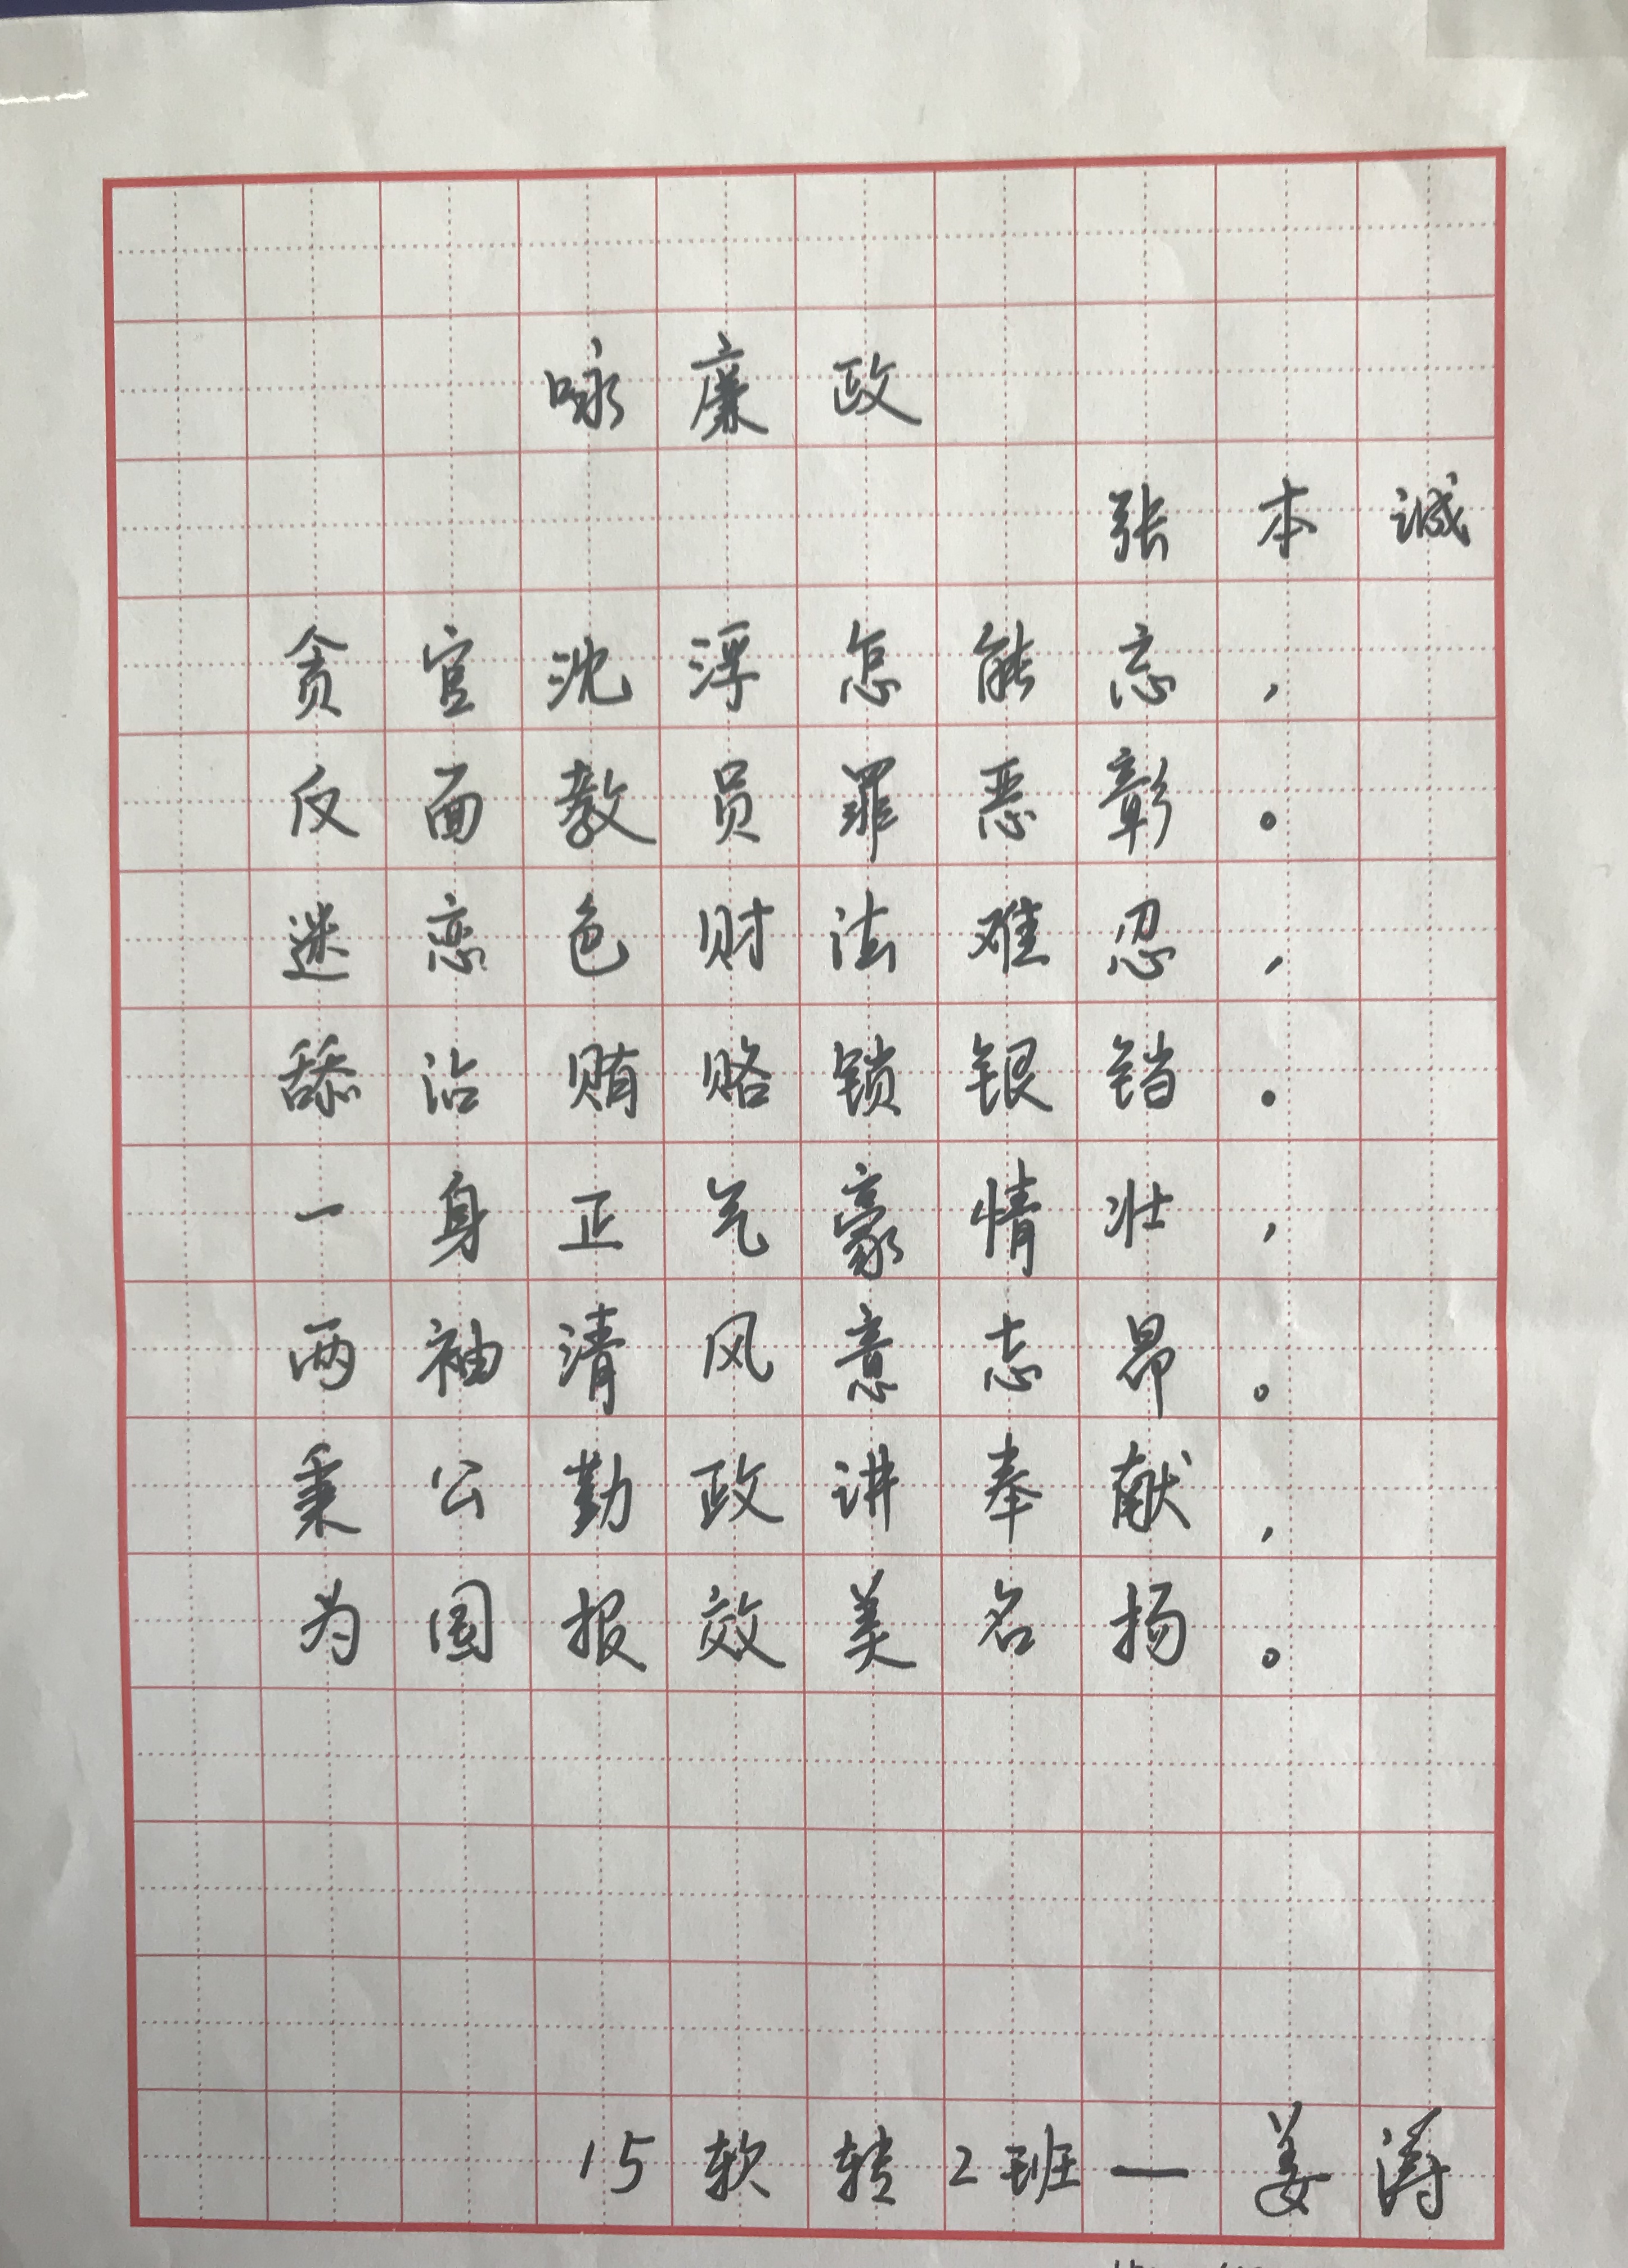 咏廉政
张本诚
贪官沈浮怎能忘，
反面教员罪恶彰。
迷恋色财法难忍，
舔沾贿赂锁银铛。
一身正气豪情壮，
两袖清风意志昂。
秉公勤政讲奉献，
为国报效美名扬。
15软转2班—姜涛